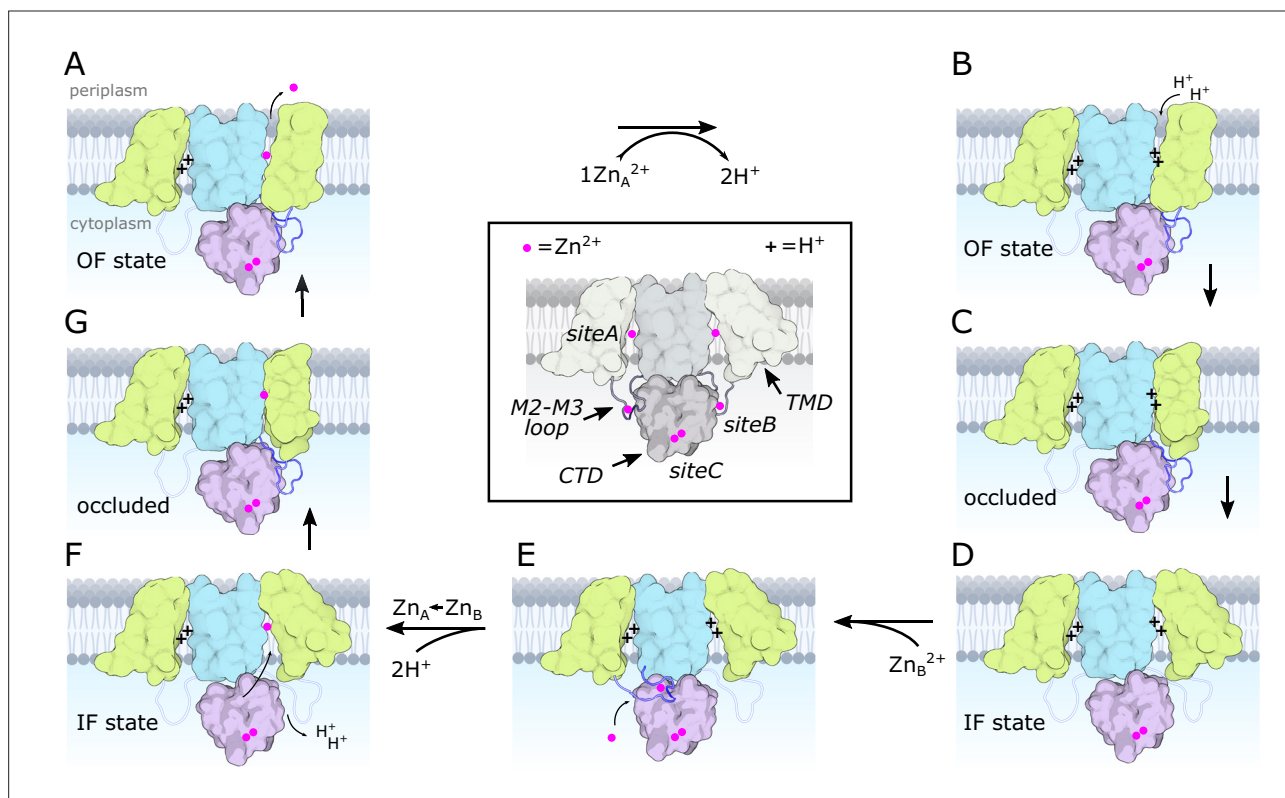 A
periplasm
cytoplasm
OF state
1Zn_A^2+ 2H^+
B
H^+ H^+
OF state
=Zn^2+ + =H^+
siteA
M2-M3
loop
TMD
siteB
CTD
siteC
G
occluded
C
occluded
F
IF state
H^+
H^+
Zn_A Zn_B
2H^+
E
Zn_B^2+
D
IF state